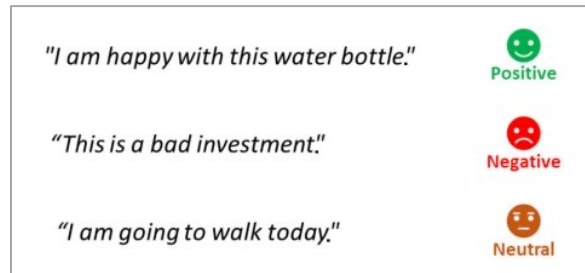 "I am happy with this water bottle."
Positive
“This is a bad investment."
Negative
“I am going to walk today."
Neutral